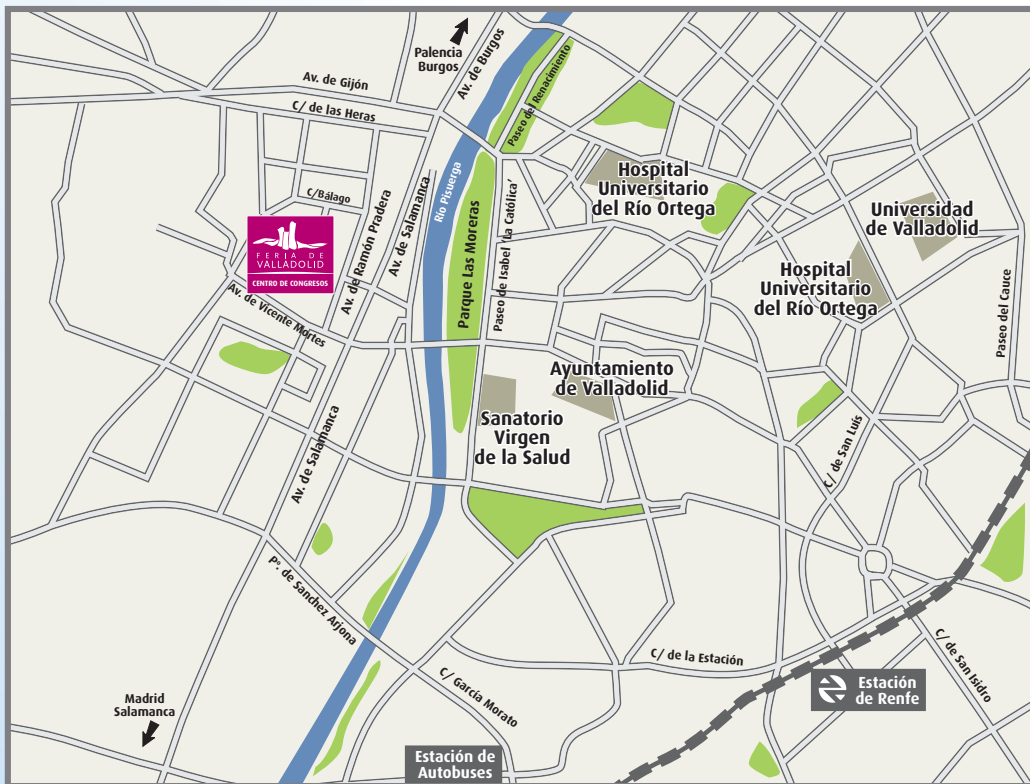 Palencia
Burgos
Av. de Burgos
Paseo del Renacimiento
Av. de Gijón
C/ de las Heras
Río Pisuerga
Hospital
Universitario
del Río Ortega
C/Bálago
Av. de Ramón Pradera
Av. de Salamanca
Parque Las Moreras
Paseo de Isabel 'La Católica'
Universidad
de Valladolid
FERIA DE
VALLADOLID
CENTRO DE CONGRESOS
Hospital
Universitario
del Río Ortega
Paseo del Cauce
Av. de Vicente Mortes
Ayuntamiento
de Valladolid
Sanatorio
Virgen
de la Salud
Av. de Salamanca
C/ de San Luís
Pº. de Sanchez Arjona
C/ de la Estación
C/ de San Isidro
C/ García Morato
Estación
de Renfe
Madrid
Salamanca
Estación de
Autobuses